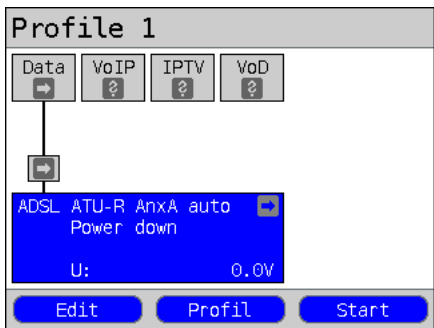 Profile 1
Data VoIP IPTV VoD
? ? ?
ADSL ATU-R AnxA auto
Power down
U: 0.0V
Edit Profil Start